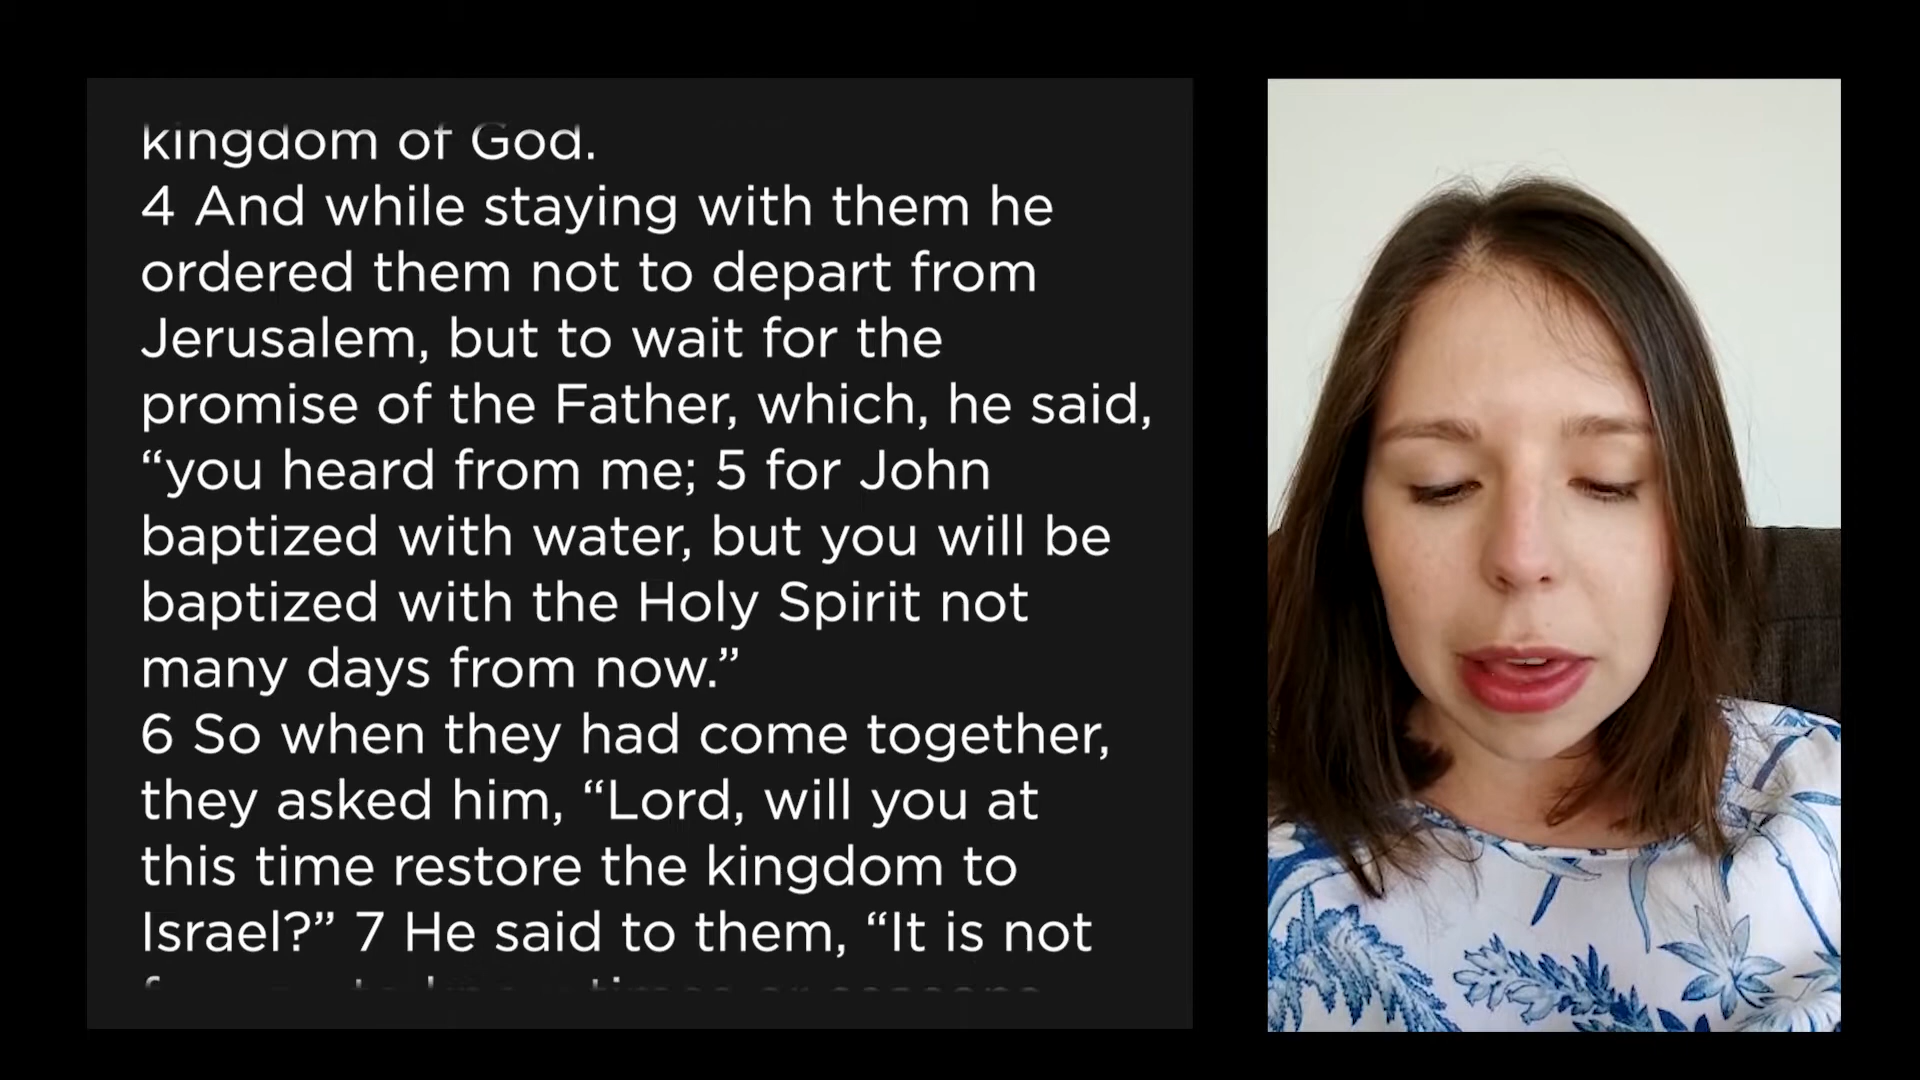 kingdom of God.
4 And while staying with them he
ordered them not to depart from
Jerusalem, but to wait for the
promise of the Father, which, he said,
“you heard from me; 5 for John
baptized with water, but you will be
baptized with the Holy Spirit not
many days from now.”
6 So when they had come together,
they asked him, “Lord, will you at
this time restore the kingdom to
Israel?” 7 He said to them, “It is not
times or seasons